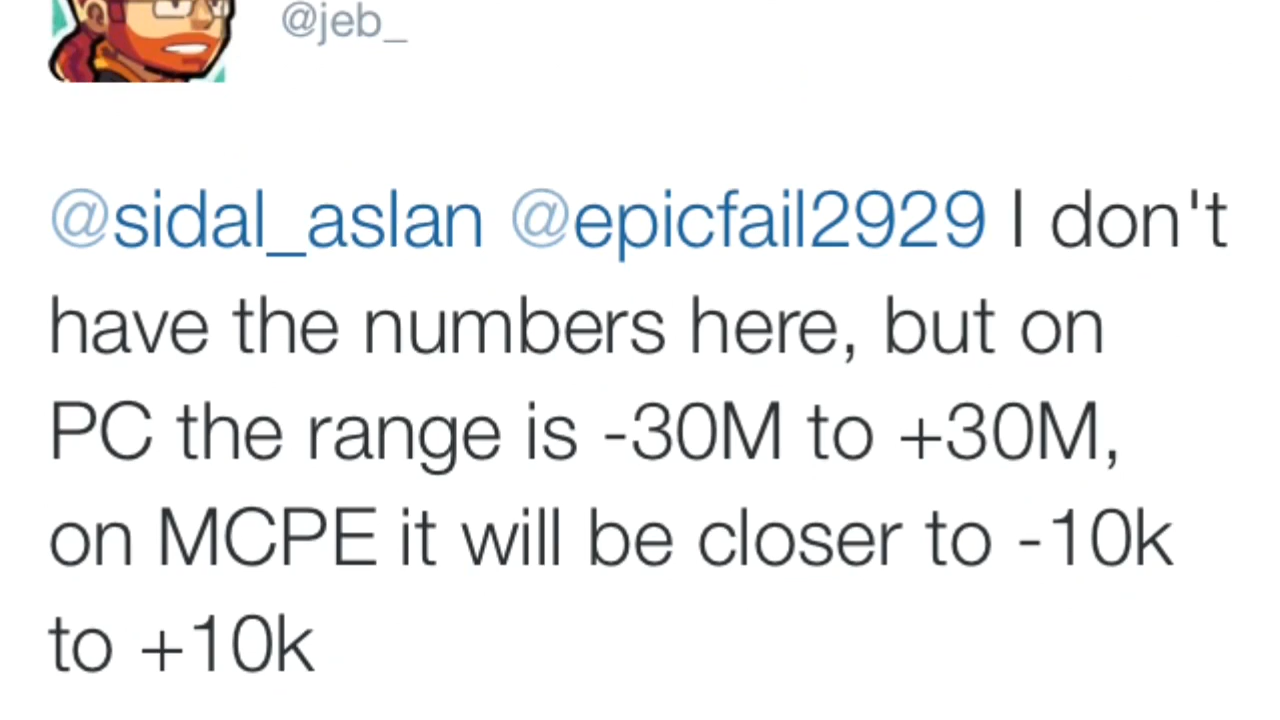 @jeb_
@sidal_aslan @epicfail2929 I don't
have the numbers here, but on
PC the range is -30M to +30M,
on MCPE it will be closer to -10k
to +10k